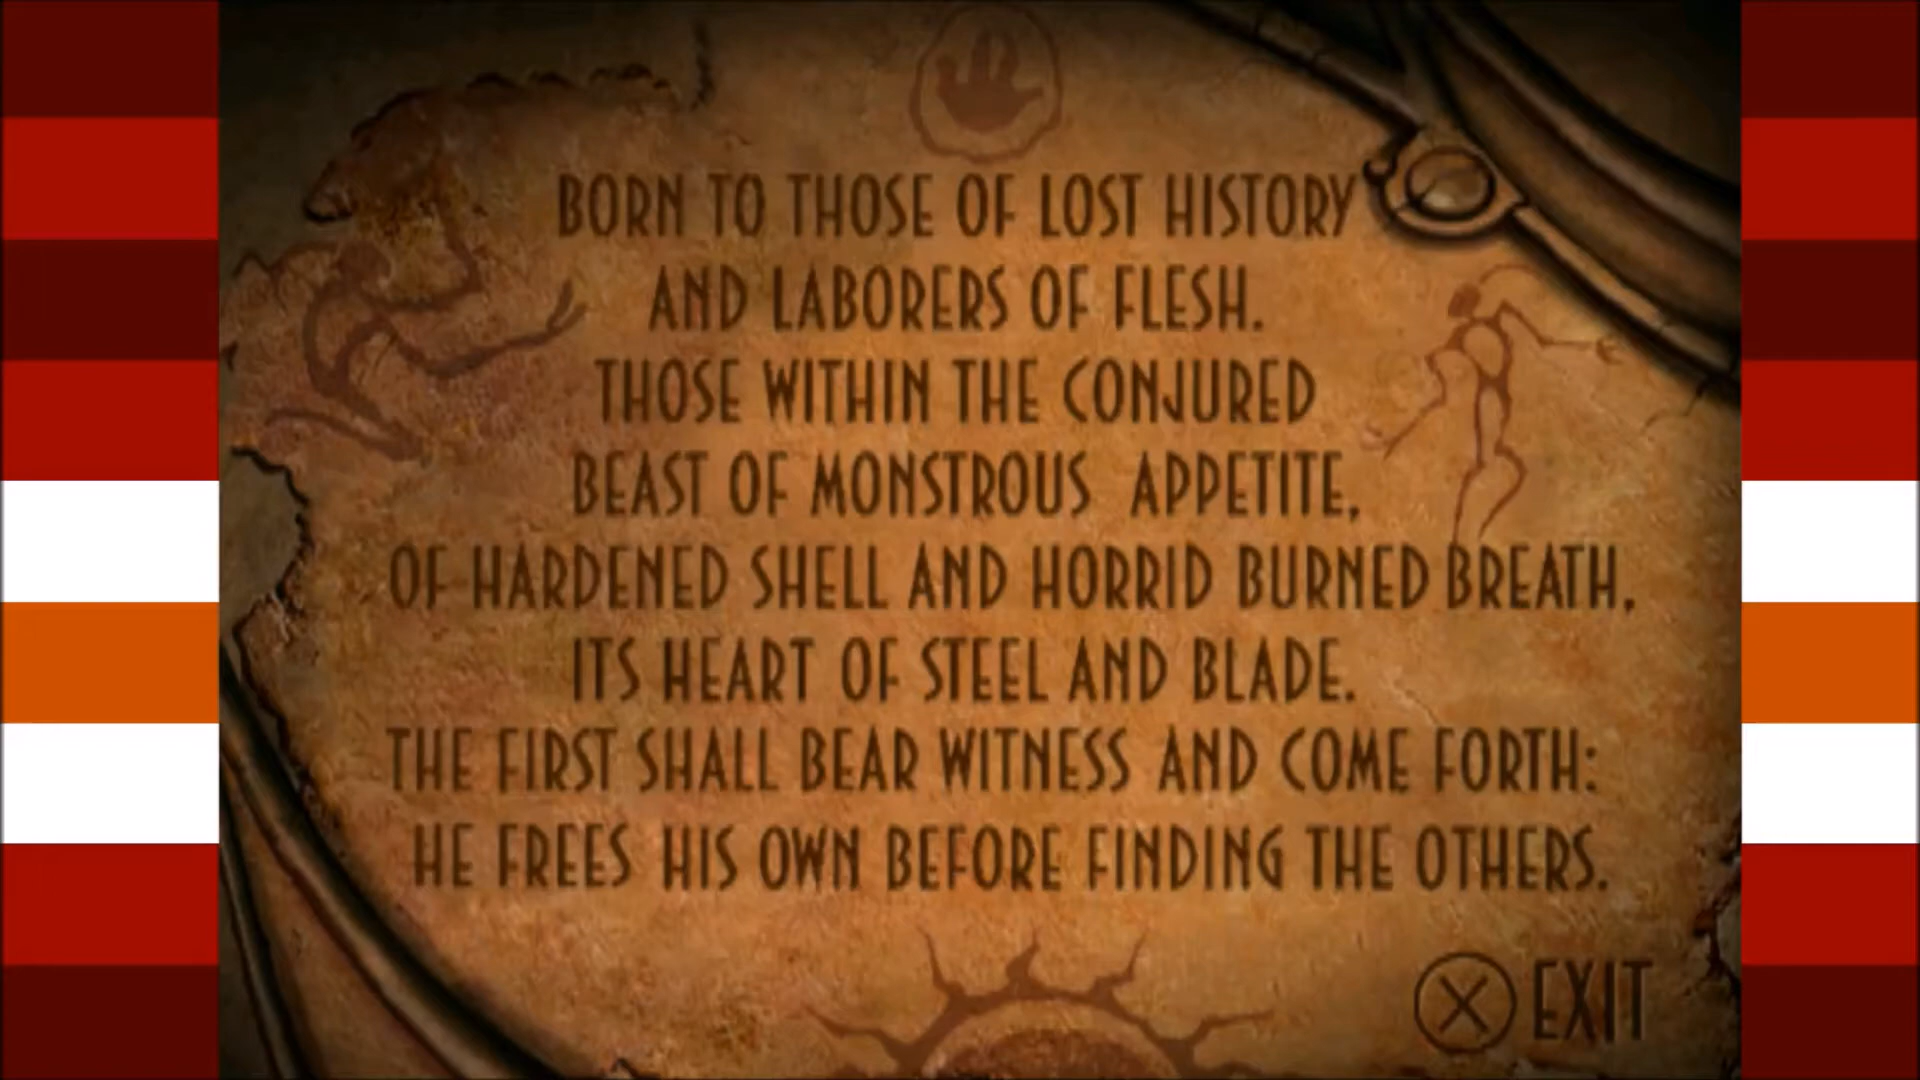 BORN TO THOSE OF LOST HISTORY
AND LABORERS OF FLESH.
THOSE WITHIN THE CONJURED
BEAST OF MONSTROUS APPETITE,
OF HARDENED SHELL AND HORRID BURNED BREATH,
ITS HEART OF STEEL AND BLADE.
THE FIRST SHALL BEAR WITNESS AND COME FORTH:
HE FREES HIS OWN BEFORE FINDING THE OTHERS.
EXIT